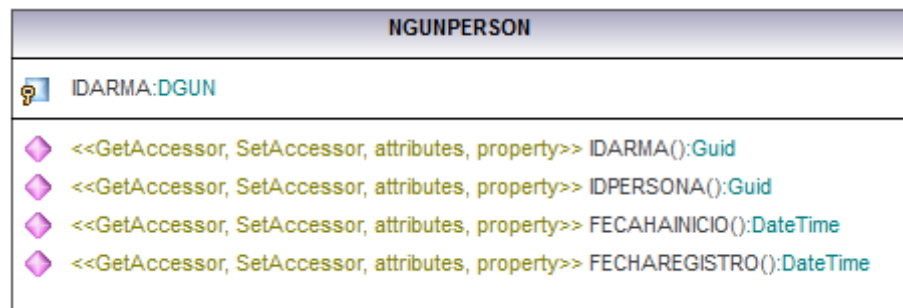 NGUNPERSON
IDARMA:DGUN
<<GetAccessor, SetAccessor, attributes, property>> IDARMA():Guid
<<GetAccessor, SetAccessor, attributes, property>> IDPERSONA():Guid
<<GetAccessor, SetAccessor, attributes, property>> FECAHAINICIO():DateTime
<<GetAccessor, SetAccessor, attributes, property>> FECHAREGISTRO():DateTime